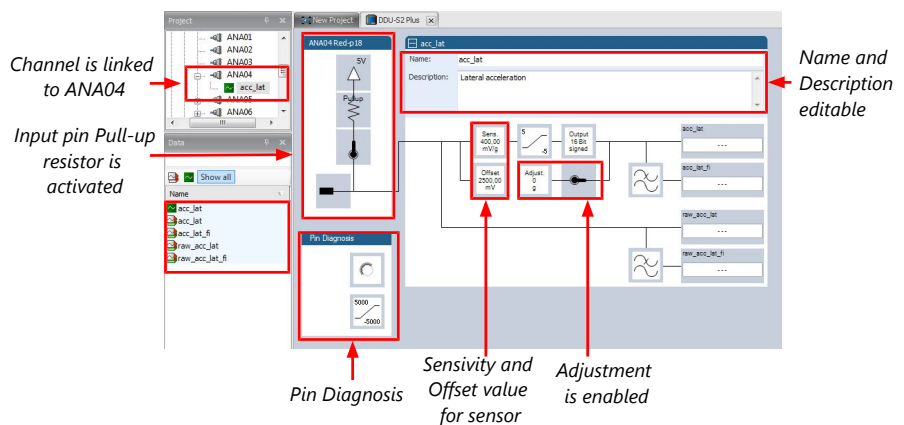 Project
New Project
DDU-S2 Plus
ANA01
ANA02
ANA03
ANA04
acc_lat
ANA05
ANA06
Channel is linked
to ANA04
Input pin Pull-up
resistor is
activated
Data
Show all
Name
acc_lat
acc_lat
acc_lat_fi
raw_acc_lat
raw_acc_lat_fi
ANA04 Red-p18
5V
Pullup
Pin Diagnosis
5000
-5000
acc_lat
Name:
acc_lat
Description:
Lateral acceleration
Name and
Description
editable
Sens.
400,00
mV/g
5
-5
Output
16 Bit
signed
Offset
2500,00
mV
Adjust.
0
g
acc_lat
---
acc_lat_fi
---
raw_acc_lat
---
raw_acc_lat_fi
---
Pin Diagnosis
Sensivity and
Offset value
for sensor
Adjustment
is enabled